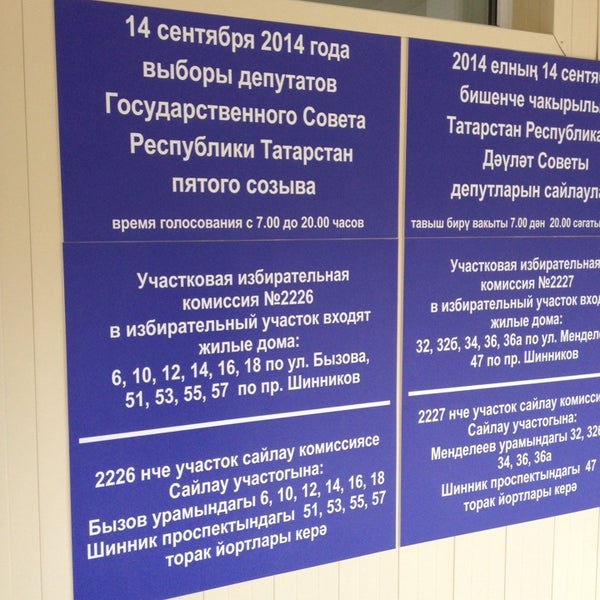 14 сентября 2014 года
выборы депутатов
Государственного Совета
Республики Татарстан
пятого созыва
время голосования с 7.00 до 20.00 часов
Участковая избирательная
комиссия №2226
в избирательный участок входят
жилые дома:
6, 10, 12, 14, 16, 18 по ул. Бызова,
51, 53, 55, 57 по пр. Шинников
2226 нче участок сайлау комиссиясе
Сайлау участогына:
Бызов урамындагы 6, 10, 12, 14, 16, 18
Шинник проспектындагы 51, 53, 55, 57
торак йортлары керә
2014 елның 14 сентя
бишенче чакырылы
Татарстан Республика
Дәүләт Советы
депутларын сайлаула
тавыш бирү вакыты 7.00 дән 20.00 сәгать
Участковая избирательная
комиссия №2227
в избирательный участок входя
жилые дома:
32, 32б, 34, 36, 36а по ул. Менделе
47 по пр. Шинников
2227 нче участок сайлау комисси
Сайлау участогына:
Менделеев урамындагы 32, 32б
34, 36, 36а
Шинник проспектындагы 47
торак йортлары керә